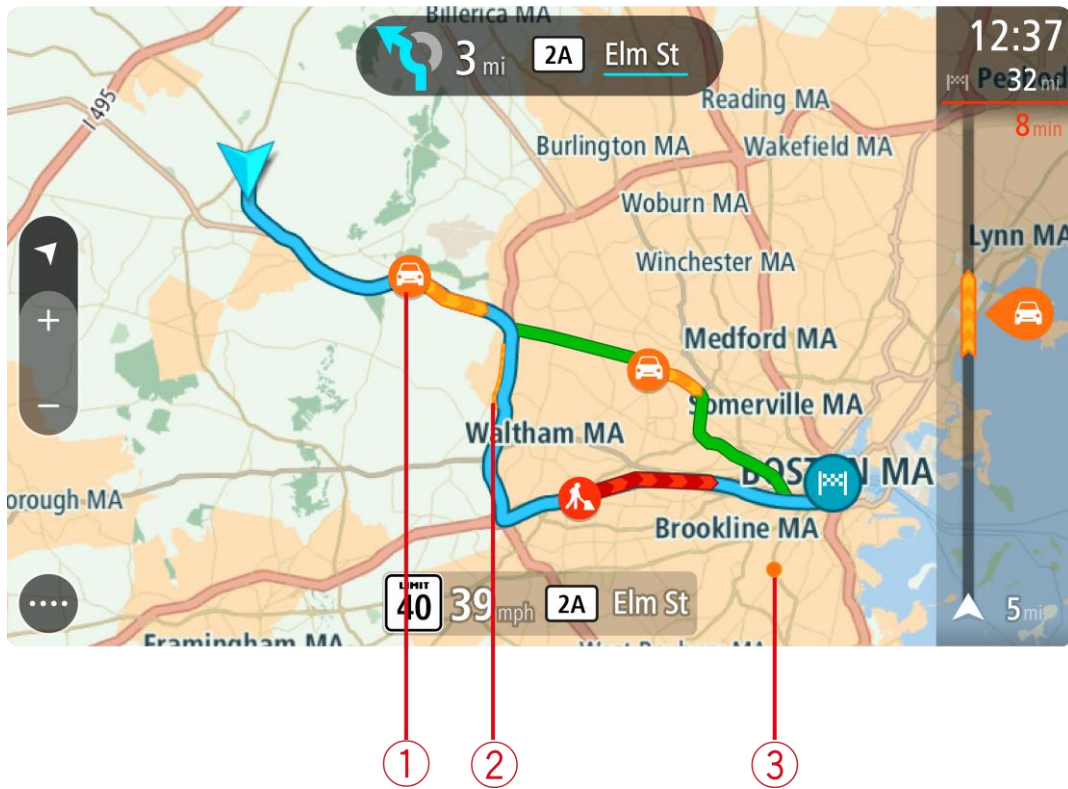 Billerica MA
12:37
3 mi 2A Elm St
32 mi
8 min
I 495
Reading MA
Burlington MA
Wakefield MA
Woburn MA
Lynn MA
Winchester MA
+
Medford MA
−
Somerville MA
Waltham MA
BOSTON MA
orough MA
Brookline MA
LIMIT
40 39 mph 2A Elm St
5 mi
Framingham MA
1 2 3